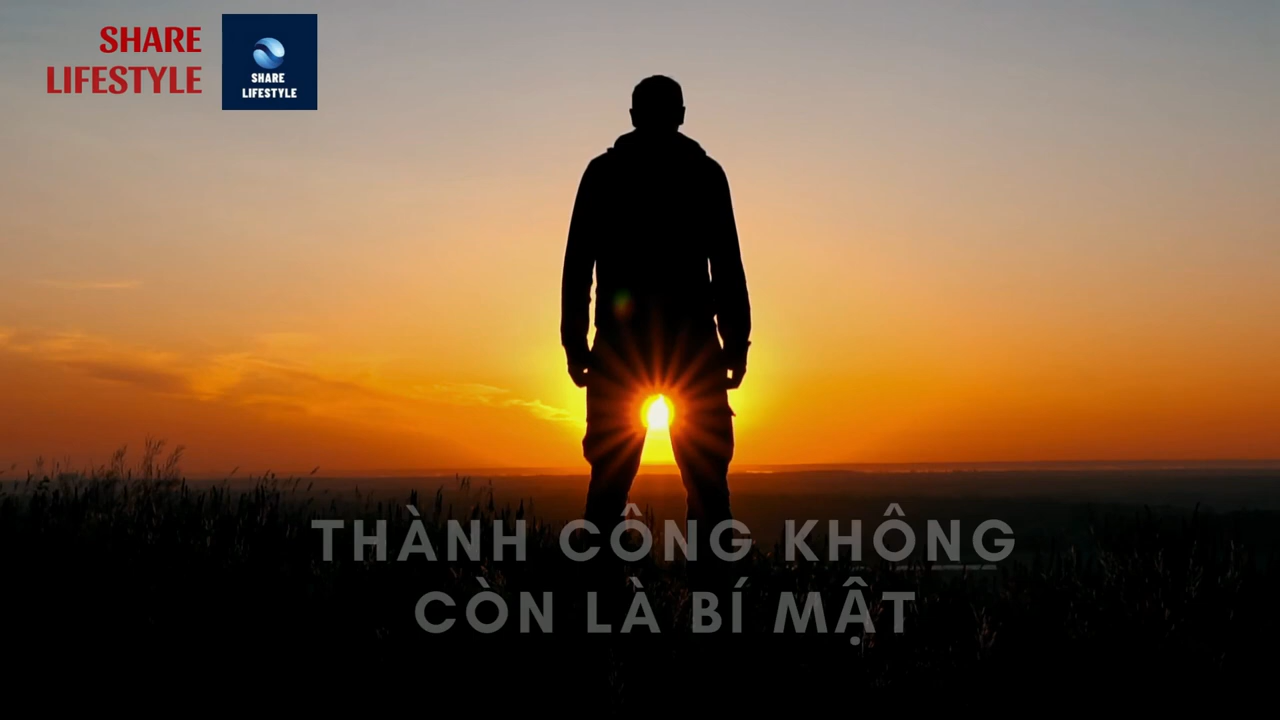 SHARE
LIFESTYLE
SHARE
LIFESTYLE
THÀNH CÔNG KHÔNG
CÒN LÀ BÍ MẬT